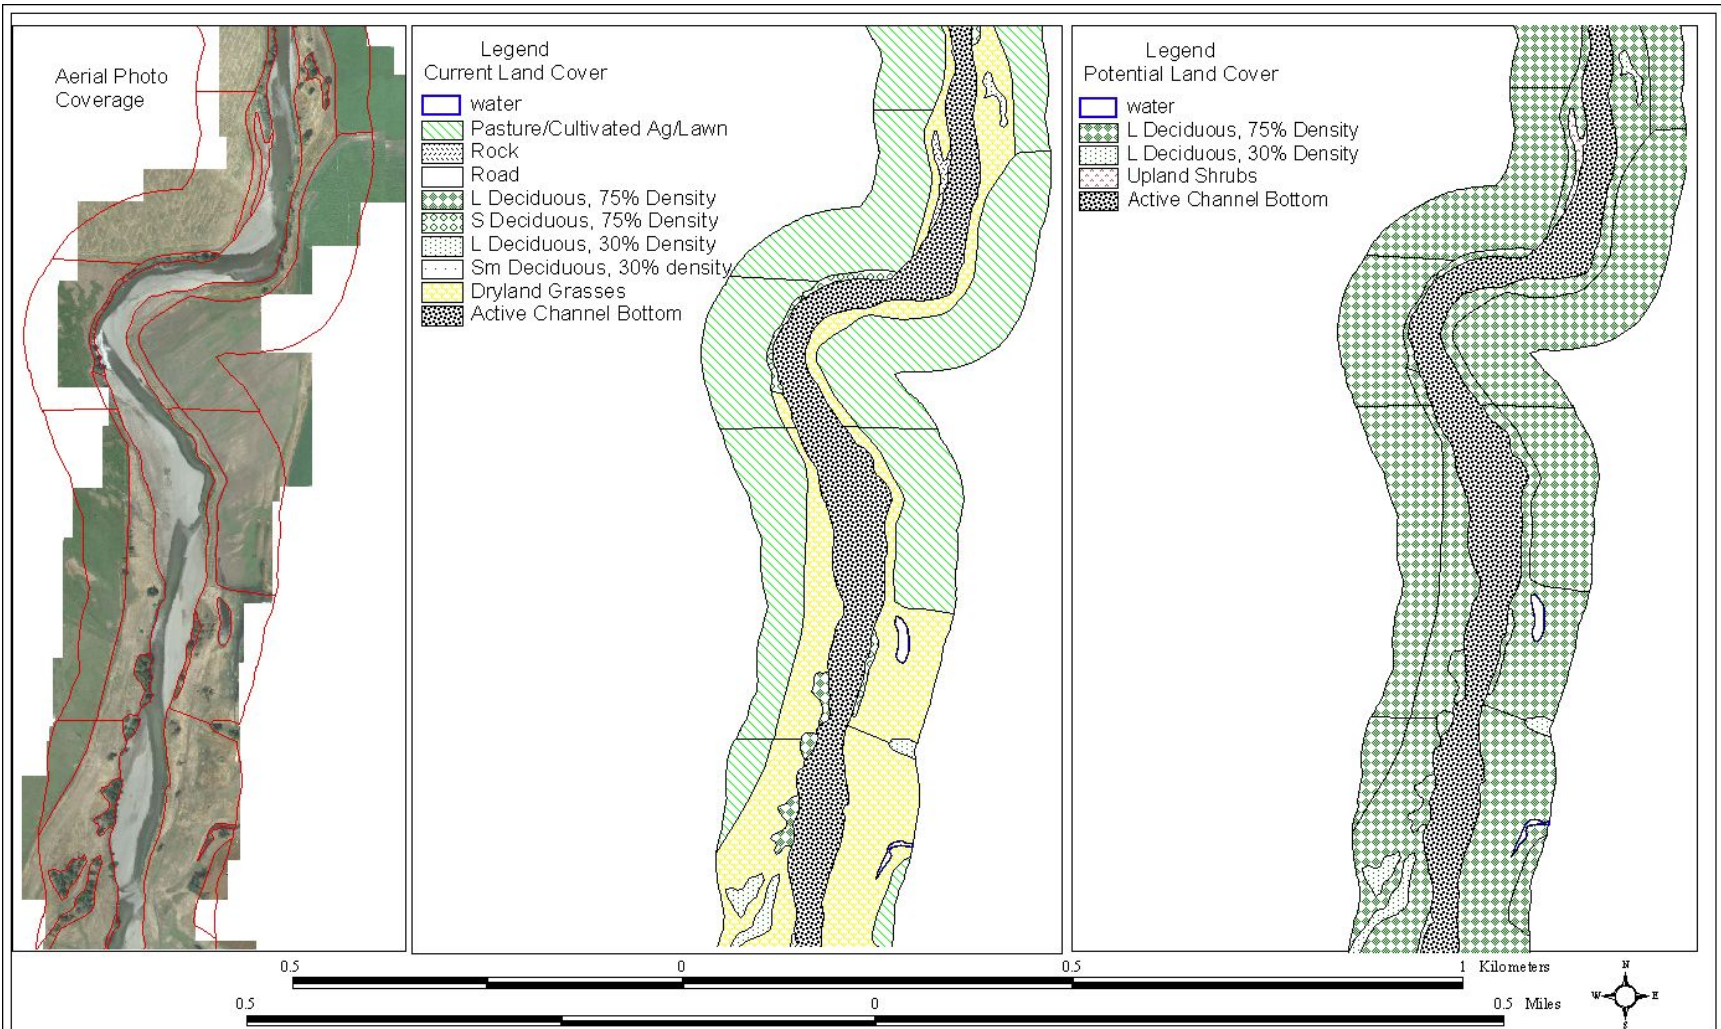 Aerial Photo
Coverage
Legend
Current Land Cover
water
Pasture/Cultivated Ag/Lawn
Rock
Road
L Deciduous, 75% Density
S Deciduous, 75% Density
L Deciduous, 30% Density
Sm Deciduous, 30% density
Dryland Grasses
Active Channel Bottom
Legend
Potential Land Cover
water
L Deciduous, 75% Density
L Deciduous, 30% Density
Upland Shrubs
Active Channel Bottom
0.5 0 0.5 1 Kilometers
0.5 0 0.5 Miles
N
W E
S